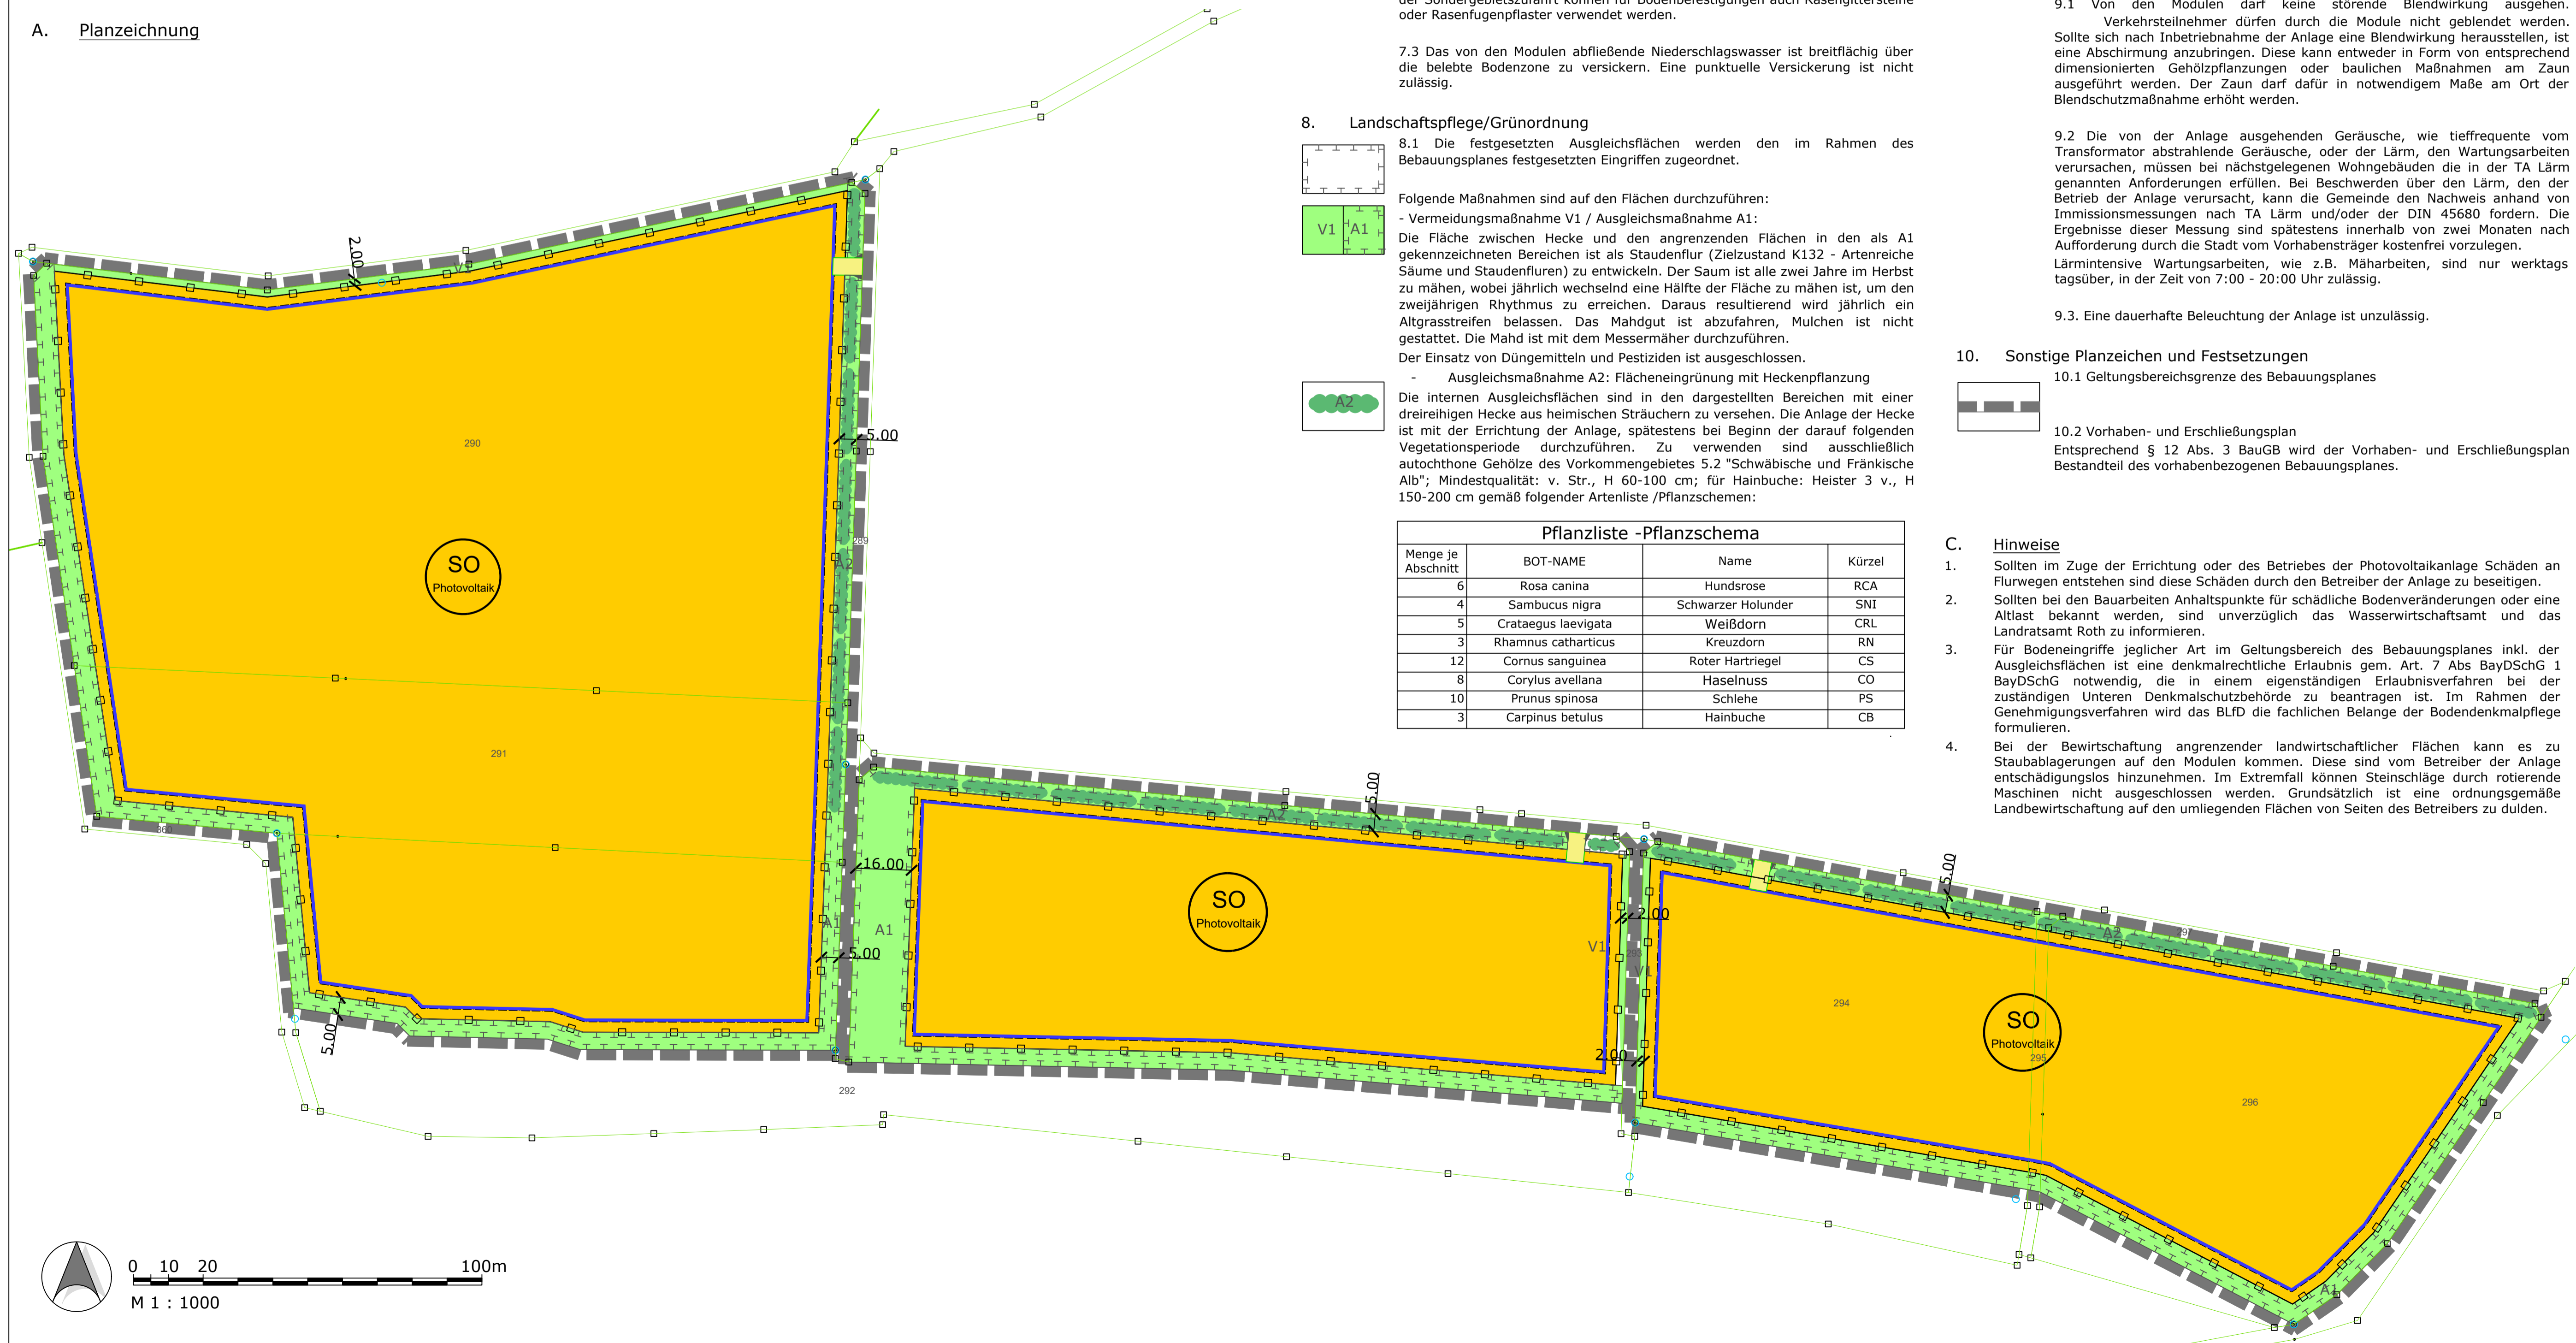 A. Planzeichnung
2.00
V1
290
5.00
289
A2
SO
Photovoltaik
291
360
16.00
A1
A1
5.00
5.00
292
A2
5.00
SO
Photovoltaik
2.00
V1
293
V1
2.00
5.00
A2
297
294
SO
Photovoltaik
295
296
A1
0 10 20 100m
M 1 : 1000
der Sondergebietszufahrt können für Bodenbefestigungen auch Rasengittersteine
oder Rasenfugenpflaster verwendet werden.
7.3 Das von den Modulen abfließende Niederschlagswasser ist breitflächig über
die belebte Bodenzone zu versickern. Eine punktuelle Versickerung ist nicht
zulässig.
8. Landschaftspflege/Grünordnung
8.1 Die festgesetzten Ausgleichsflächen werden den im Rahmen des
Bebauungsplanes festgesetzten Eingriffen zugeordnet.
Folgende Maßnahmen sind auf den Flächen durchzuführen:
V1 A1
- Vermeidungsmaßnahme V1 / Ausgleichsmaßnahme A1:
Die Fläche zwischen Hecke und den angrenzenden Flächen in den als A1
gekennzeichneten Bereichen ist als Staudenflur (Zielzustand K132 - Artenreiche
Säume und Staudenfluren) zu entwickeln. Der Saum ist alle zwei Jahre im Herbst
zu mähen, wobei jährlich wechselnd eine Hälfte der Fläche zu mähen ist, um den
zweijährigen Rhythmus zu erreichen. Daraus resultierend wird jährlich ein
Altgrasstreifen belassen. Das Mahdgut ist abzufahren, Mulchen ist nicht
gestattet. Die Mahd ist mit dem Messermäher durchzuführen.
Der Einsatz von Düngemitteln und Pestiziden ist ausgeschlossen.
- Ausgleichsmaßnahme A2: Flächeneingrünung mit Heckenpflanzung
A2
Die internen Ausgleichsflächen sind in den dargestellten Bereichen mit einer
dreireihigen Hecke aus heimischen Sträuchern zu versehen. Die Anlage der Hecke
ist mit der Errichtung der Anlage, spätestens bei Beginn der darauf folgenden
Vegetationsperiode durchzuführen. Zu verwenden sind ausschließlich
autochthone Gehölze des Vorkommengebietes 5.2 "Schwäbische und Fränkische
Alb"; Mindestqualität: v. Str., H 60-100 cm; für Hainbuche: Heister 3 v., H
150-200 cm gemäß folgender Artenliste /Pflanzschemen:
Pflanzliste -Pflanzschema
Menge je Abschnitt BOT-NAME Name Kürzel
6 Rosa canina Hundsrose RCA
4 Sambucus nigra Schwarzer Holunder SNI
5 Crataegus laevigata Weißdorn CRL
3 Rhamnus catharticus Kreuzdorn RN
12 Cornus sanguinea Roter Hartriegel CS
8 Corylus avellana Haselnuss CO
10 Prunus spinosa Schlehe PS
3 Carpinus betulus Hainbuche CB
9.1 Von den Modulen darf keine störende Blendwirkung ausgehen.
Verkehrsteilnehmer dürfen durch die Module nicht geblendet werden.
Sollte sich nach Inbetriebnahme der Anlage eine Blendwirkung herausstellen, ist
eine Abschirmung anzubringen. Diese kann entweder in Form von entsprechend
dimensionierten Gehölzpflanzungen oder baulichen Maßnahmen am Zaun
ausgeführt werden. Der Zaun darf dafür in notwendigem Maße am Ort der
Blendschutzmaßnahme erhöht werden.
9.2 Die von der Anlage ausgehenden Geräusche, wie tieffrequente vom
Transformator abstrahlende Geräusche, oder der Lärm, den Wartungsarbeiten
verursachen, müssen bei nächstgelegenen Wohngebäuden die in der TA Lärm
genannten Anforderungen erfüllen. Bei Beschwerden über den Lärm, den der
Betrieb der Anlage verursacht, kann die Gemeinde den Nachweis anhand von
Immissionsmessungen nach TA Lärm und/oder der DIN 45680 fordern. Die
Ergebnisse dieser Messung sind spätestens innerhalb von zwei Monaten nach
Aufforderung durch die Stadt vom Vorhabensträger kostenfrei vorzulegen.
Lärmintensive Wartungsarbeiten, wie z.B. Mäharbeiten, sind nur werktags
tagsüber, in der Zeit von 7:00 - 20:00 Uhr zulässig.
9.3. Eine dauerhafte Beleuchtung der Anlage ist unzulässig.
10. Sonstige Planzeichen und Festsetzungen
10.1 Geltungsbereichsgrenze des Bebauungsplanes
10.2 Vorhaben- und Erschließungsplan
Entsprechend § 12 Abs. 3 BauGB wird der Vorhaben- und Erschließungsplan
Bestandteil des vorhabenbezogenen Bebauungsplanes.
C. Hinweise
1. Sollten im Zuge der Errichtung oder des Betriebes der Photovoltaikanlage Schäden an
Flurwegen entstehen sind diese Schäden durch den Betreiber der Anlage zu beseitigen.
2. Sollten bei den Bauarbeiten Anhaltspunkte für schädliche Bodenveränderungen oder eine
Altlast bekannt werden, sind unverzüglich das Wasserwirtschaftsamt und das
Landratsamt Roth zu informieren.
3. Für Bodeneingriffe jeglicher Art im Geltungsbereich des Bebauungsplanes inkl. der
Ausgleichsflächen ist eine denkmalrechtliche Erlaubnis gem. Art. 7 Abs BayDSchG 1
BayDSchG notwendig, die in einem eigenständigen Erlaubnisverfahren bei der
zuständigen Unteren Denkmalschutzbehörde zu beantragen ist. Im Rahmen der
Genehmigungsverfahren wird das BLfD die fachlichen Belange der Bodendenkmalpflege
formulieren.
4. Bei der Bewirtschaftung angrenzender landwirtschaftlicher Flächen kann es zu
Staubablagerungen auf den Modulen kommen. Diese sind vom Betreiber der Anlage
entschädigungslos hinzunehmen. Im Extremfall können Steinschläge durch rotierende
Maschinen nicht ausgeschlossen werden. Grundsätzlich ist eine ordnungsgemäße
Landbewirtschaftung auf den umliegenden Flächen von Seiten des Betreibers zu dulden.